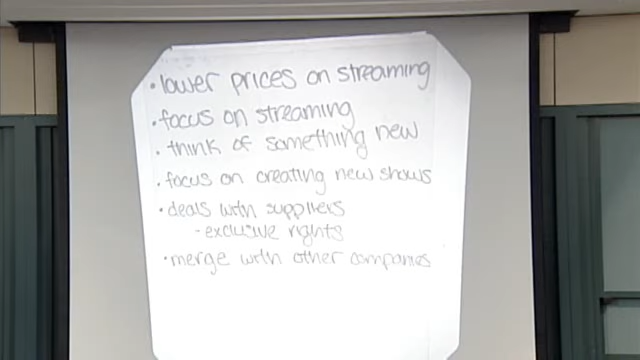 • lower prices on streaming
• focus on streaming
• think of something new
• focus on creating new shows
• deals with suppliers
- exclusive rights
• merge with other companies